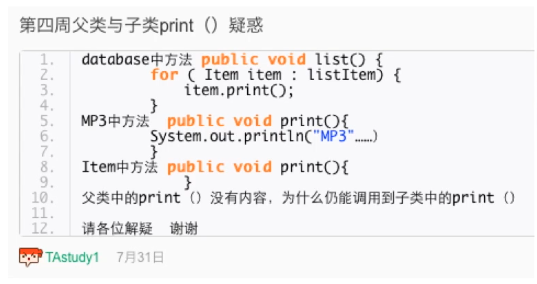 第四周父类与子类print（）疑惑
1. database中方法 public void list() {
2. for ( Item item : listItem) {
3. item.print();
4. }
5. MP3中方法 public void print(){
6. System.out.println("MP3"……)
7. }
8. Item中方法 public void print(){
9. }
10. 父类中的print（）没有内容，为什么仍能调用到子类中的print（）
11.
12. 请各位解疑 谢谢
TAstudy1 7月31日